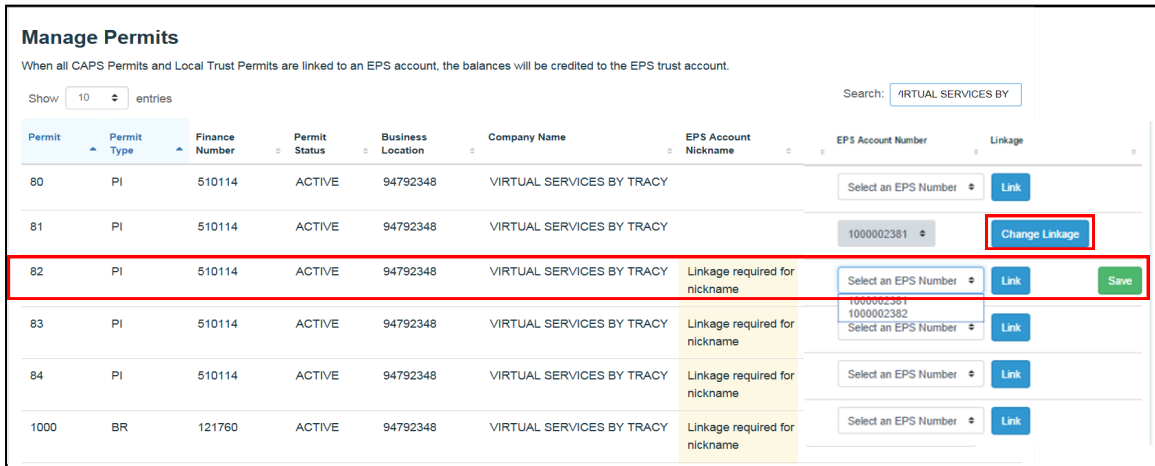 Manage Permits
When all CAPS Permits and Local Trust Permits are linked to an EPS account, the balances will be credited to the EPS trust account.
Show 10 entries Search: VIRTUAL SERVICES BY
Permit Permit Type Finance Number Permit Status Business Location Company Name EPS Account Nickname EPS Account Number Linkage
80 PI 510114 ACTIVE 94792348 VIRTUAL SERVICES BY TRACY Select an EPS Number Link
81 PI 510114 ACTIVE 94792348 VIRTUAL SERVICES BY TRACY 1000002381 Change Linkage
82 PI 510114 ACTIVE 94792348 VIRTUAL SERVICES BY TRACY Linkage required for nickname Select an EPS Number Link Save
1000002381
1000002382
83 PI 510114 ACTIVE 94792348 VIRTUAL SERVICES BY TRACY Linkage required for nickname Select an EPS Number Link
84 PI 510114 ACTIVE 94792348 VIRTUAL SERVICES BY TRACY Linkage required for nickname Select an EPS Number Link
1000 BR 121760 ACTIVE 94792348 VIRTUAL SERVICES BY TRACY Linkage required for nickname Select an EPS Number Link